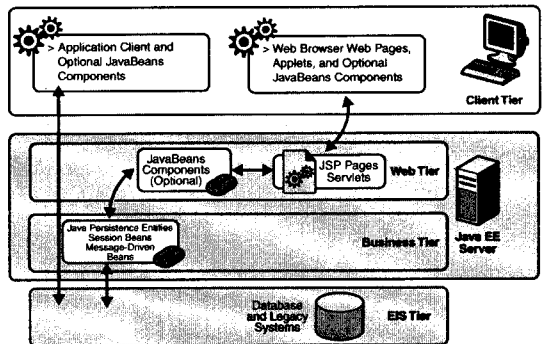 > Application Client and
Optional JavaBeans
Components
> Web Browser Web Pages,
Applets, and Optional
JavaBeans Components
Client Tier
JavaBeans
Components
(Optional)
JSP Pages
Servlets
Web Tier
Java Persistence Entities
Session Beans
Message-Driven
Beans
Business Tier
Java EE
Server
Database
and Legacy
Systems
EIS Tier